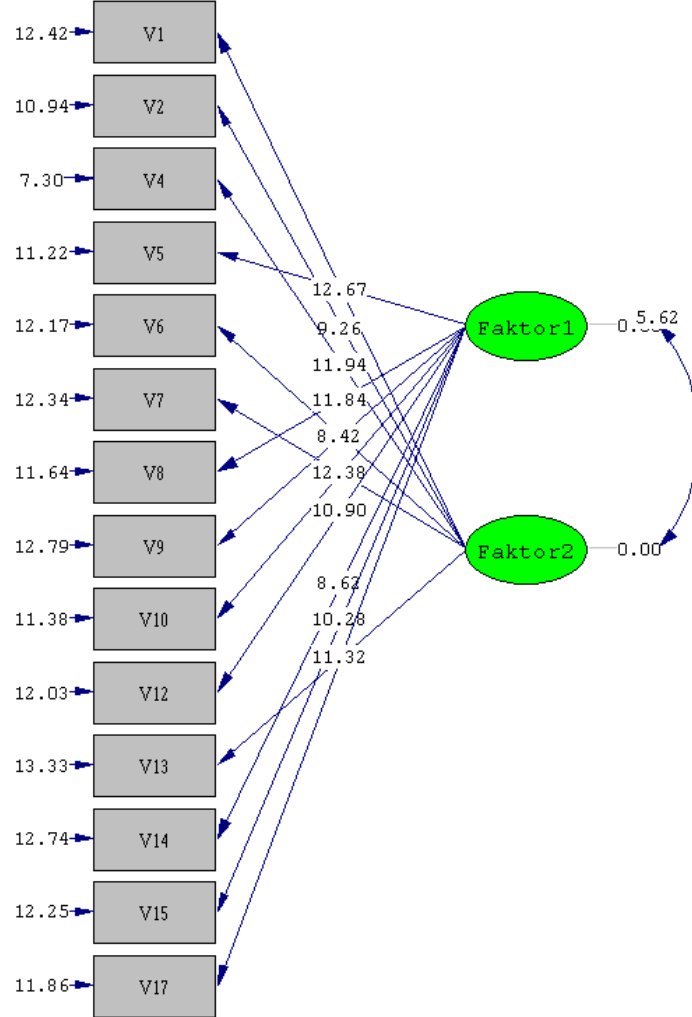 12.42 V1
10.94 V2
7.30 V4
11.22 V5
12.67
Faktor1 5.62
12.17 V6
9.26
11.94
12.34 V7
11.84
8.42
11.64 V8
12.38
10.90
12.79 V9
Faktor2 0.00
8.62
11.38 V10
10.28
11.32
12.03 V12
13.33 V13
12.74 V14
12.25 V15
11.86 V17